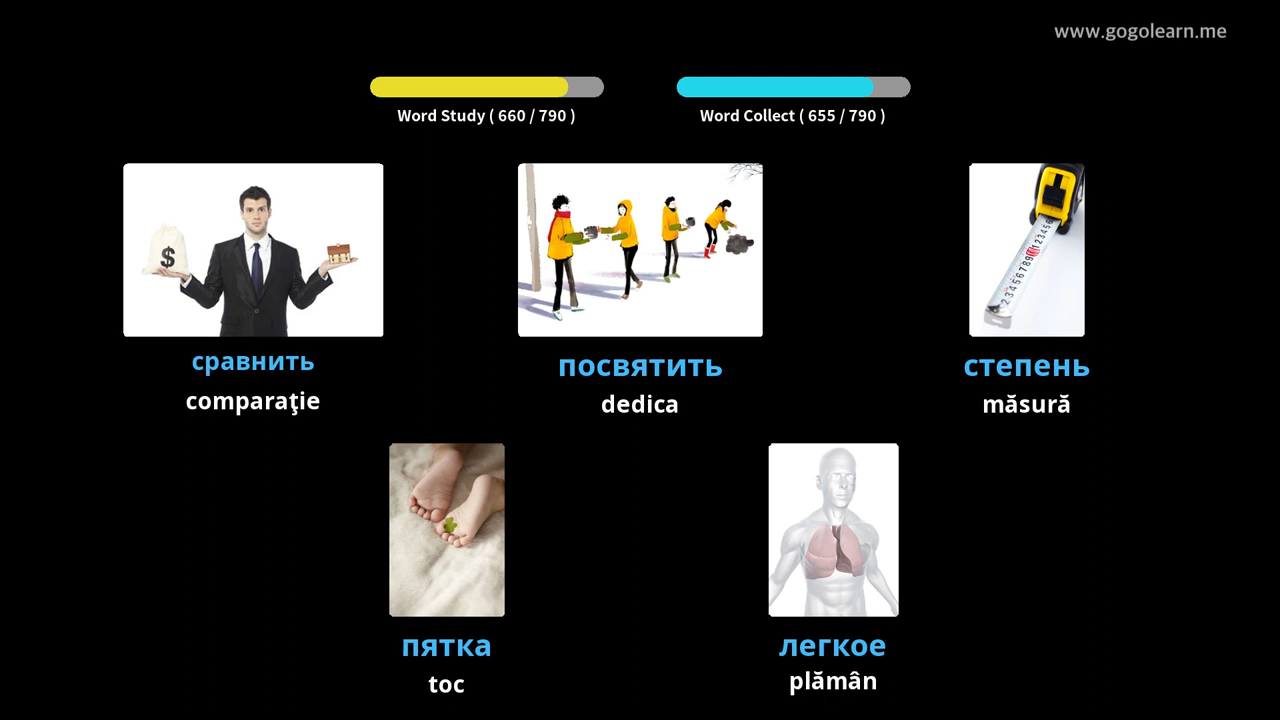 www.gogolearn.me
Word Study ( 660 / 790 )
Word Collect ( 655 / 790 )
сравнить
comparaţie
посвятить
dedica
степень
măsură
пятка
toc
легкое
plămân